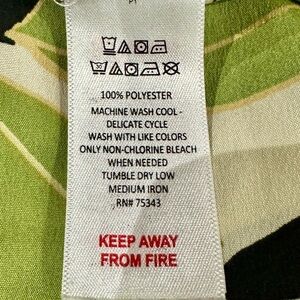 100% POLYESTER
MACHINE WASH COOL -
DELICATE CYCLE
WASH WITH LIKE COLORS
ONLY NON-CHLORINE BLEACH
WHEN NEEDED
TUMBLE DRY LOW
MEDIUM IRON
RN# 75343
KEEP AWAY
FROM FIRE